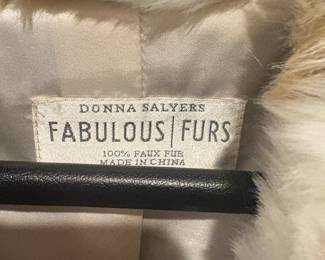 DONNA SALYERS
FABULOUS | FURS
100% FAUX FUR
MADE IN CHINA